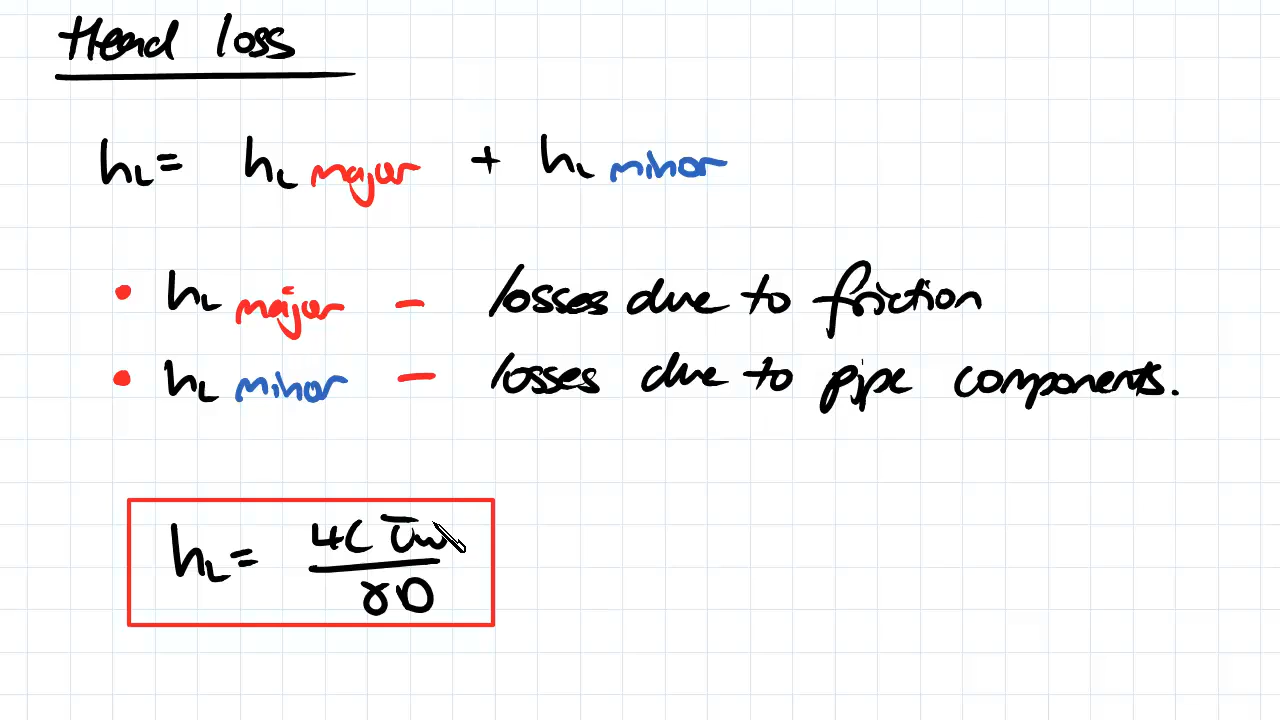 Head loss
hL = hL major + hL minor
• hL major – losses due to friction
• hL minor – losses due to pipe components.
hL = 4L τw / γD